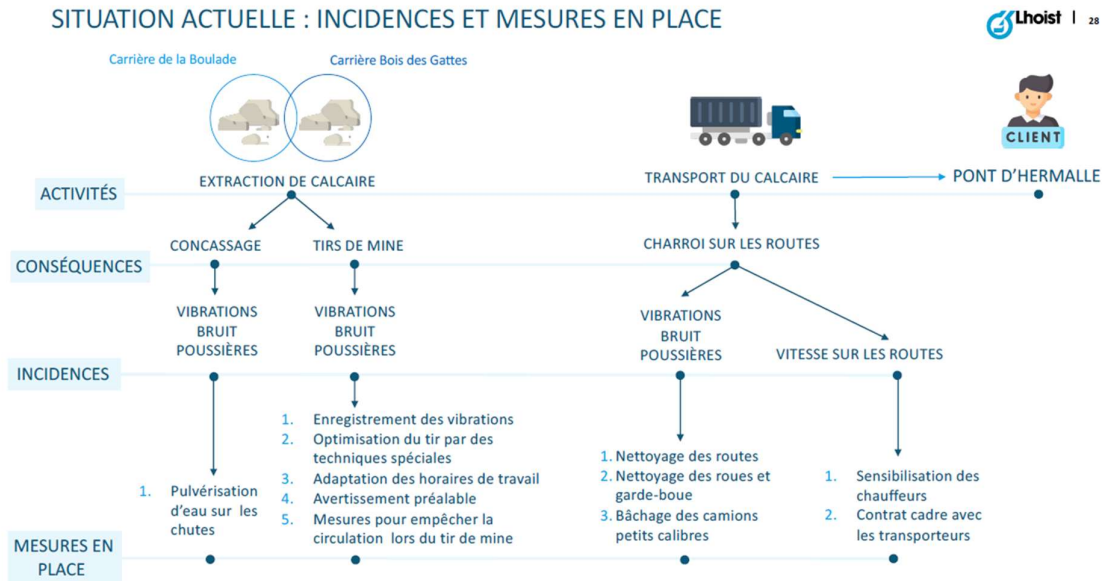 SITUATION ACTUELLE : INCIDENCES ET MESURES EN PLACE
Lhoist | 28
Carrière de la Boulade
Carrière Bois des Gattes
CLIENT
ACTIVITÉS
EXTRACTION DE CALCAIRE
TRANSPORT DU CALCAIRE
PONT D'HERMALLE
CONSÉQUENCES
CONCASSAGE
TIRS DE MINE
CHARROI SUR LES ROUTES
VIBRATIONS
BRUIT
POUSSIÈRES
VIBRATIONS
BRUIT
POUSSIÈRES
VIBRATIONS
BRUIT
POUSSIÈRES
VITESSE SUR LES ROUTES
INCIDENCES
1. Pulvérisation
d'eau sur les
chutes
1. Enregistrement des vibrations
2. Optimisation du tir par des
techniques spéciales
3. Adaptation des horaires de travail
4. Avertissement préalable
5. Mesures pour empêcher la
circulation lors du tir de mine
1. Nettoyage des routes
2. Nettoyage des roues et
garde-boue
3. Bâchage des camions
petits calibres
1. Sensibilisation des
chauffeurs
2. Contrat cadre avec
les transporteurs
MESURES EN
PLACE